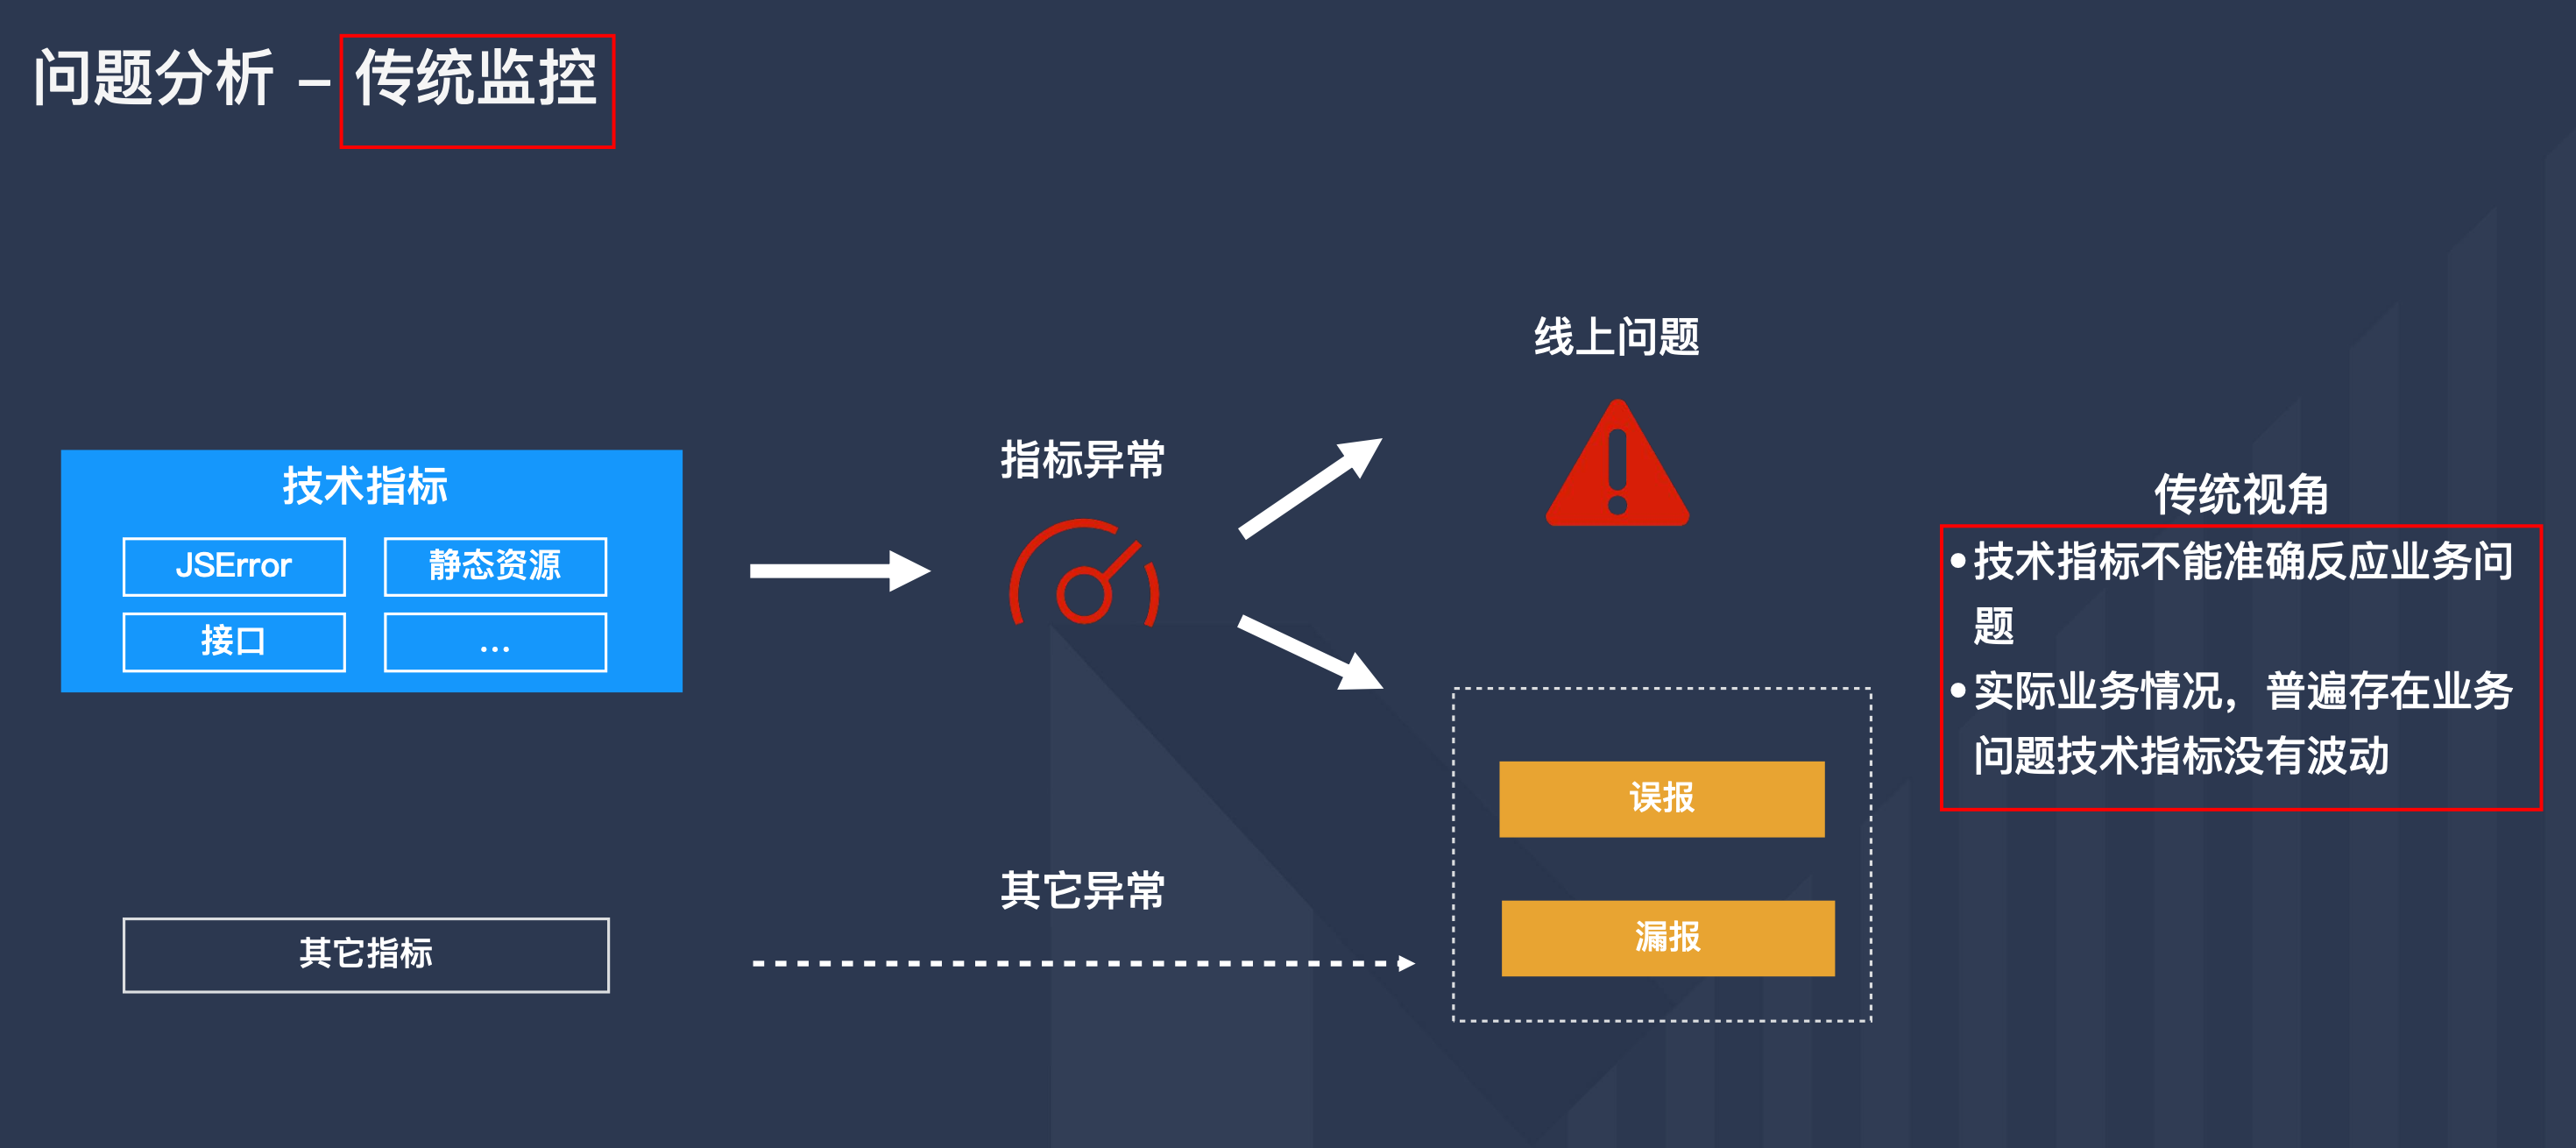 问题分析 – 传统监控
线上问题
指标异常
技术指标
JSError
静态资源
接口
...
传统视角
•技术指标不能准确反应业务问
题
•实际业务情况，普遍存在业务
问题技术指标没有波动
误报
其它异常
漏报
其它指标